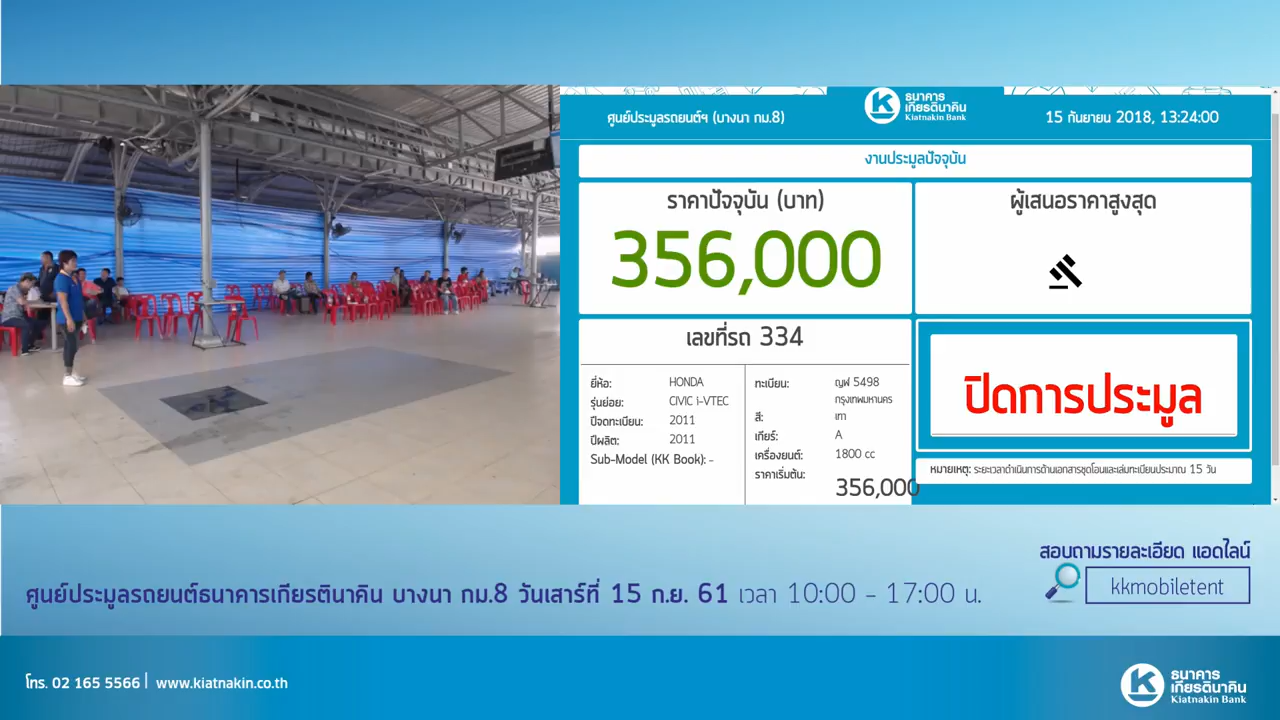 ศูนย์ประมูลรถยนต์ฯ (บางนา กม.8)
ธนาคาร
เกียรตินาคิน
Kiatnakin Bank
15 กันยายน 2018, 13:24:00
งานประมูลปัจจุบัน
ราคาปัจจุบัน (บาท)
356,000
ผู้เสนอราคาสูงสุด
เลขที่รถ 334
ยี่ห้อ: HONDA
รุ่นย่อย: CIVIC i-VTEC
ปีจดทะเบียน: 2011
ปีผลิต: 2011
Sub-Model (KK Book): -
ทะเบียน: ญฬ 5498
กรุงเทพมหานคร
สี: เทา
เกียร์: A
เครื่องยนต์: 1800 cc
ราคาเริ่มต้น:
356,000
ปิดการประมูล
หมายเหตุ: ระยะเวลาดำเนินการด้านเอกสารชุดโอนและเล่มทะเบียนประมาณ 15 วัน
สอบถามรายละเอียด แอดไลน์
kkmobiletent
ศูนย์ประมูลรถยนต์ธนาคารเกียรตินาคิน บางนา กม.8 วันเสาร์ที่ 15 ก.ย. 61 เวลา 10:00 - 17:00 น.
โทร. 02 165 5566 | www.kiatnakin.co.th
ธนาคาร
เกียรตินาคิน
Kiatnakin Bank